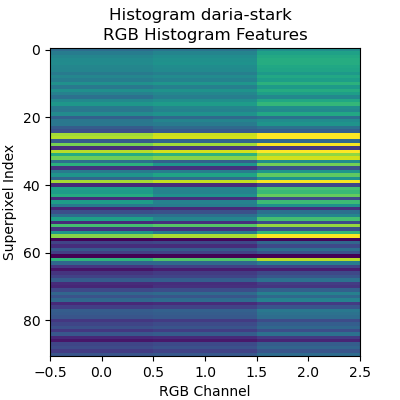 Histogram daria-stark
RGB Histogram Features
0
20
40
60
80
Superpixel Index
−0.5 0.0 0.5 1.0 1.5 2.0 2.5
RGB Channel